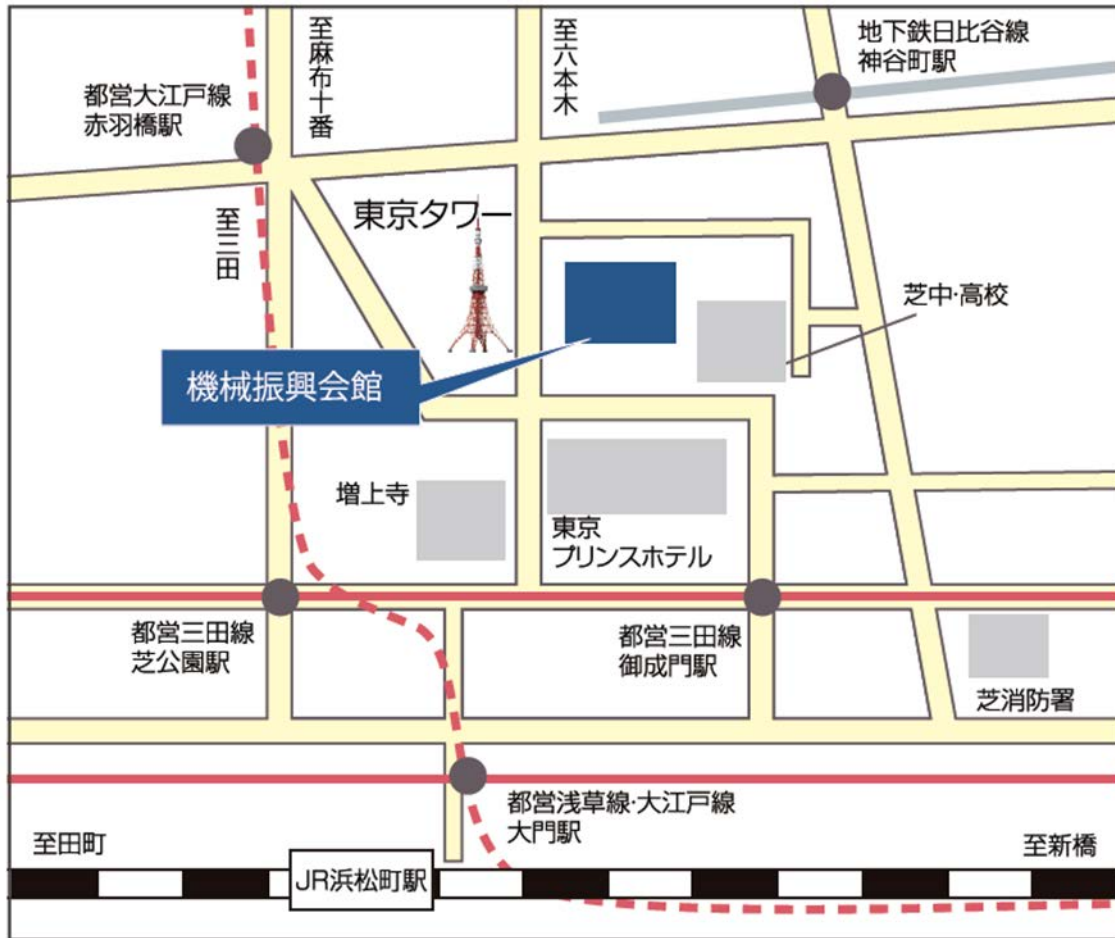 至麻布十番
至六本木
地下鉄日比谷線
神谷町駅
都営大江戸線
赤羽橋駅
至三田
東京タワー
芝中・高校
機械振興会館
増上寺
東京
プリンスホテル
都営三田線
芝公園駅
都営三田線
御成門駅
芝消防署
都営浅草線・大江戸線
大門駅
至田町
至新橋
JR浜松町駅